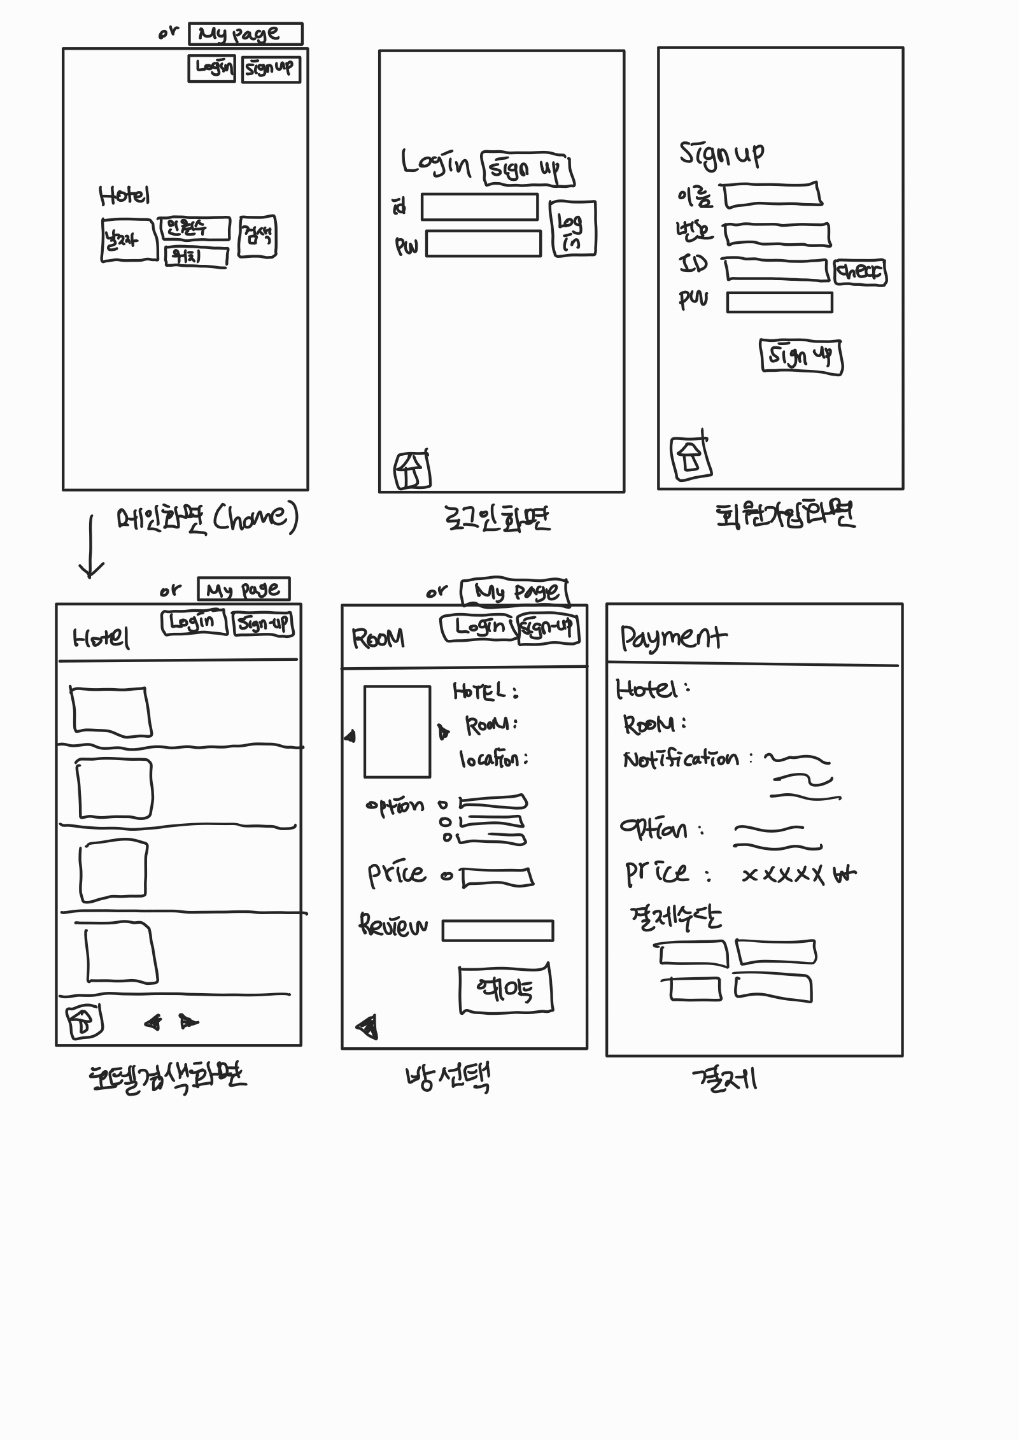 or My page
Login Sign up
Hotel
날짜 인원수 검색
위치
메인화면 (home)
Login Sign up
id
PW
Log in
로그인화면
Sign up
이름
번호
ID check
PW
Sign up
회원가입화면
or My page
Hotel Login Sign-up
호텔검색화면
or My page
ROOM Login Sign-up
HOTEL :
ROOM :
location :
option
Price
Review
예약
방선택
Payment
Hotel :
ROOM :
Notification :
Option :
Price : xxxxx ₩
결제수단
결제